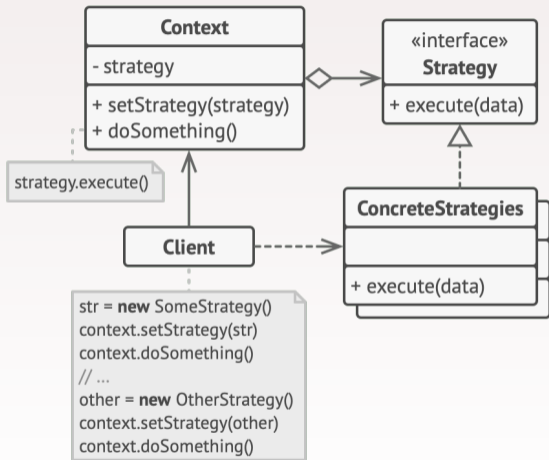 Context
- strategy
+ setStrategy(strategy)
+ doSomething()
«interface»
Strategy
+ execute(data)
strategy.execute()
Client
ConcreteStrategies
+ execute(data)
str = new SomeStrategy()
context.setStrategy(str)
context.doSomething()
// ...
other = new OtherStrategy()
context.setStrategy(other)
context.doSomething()